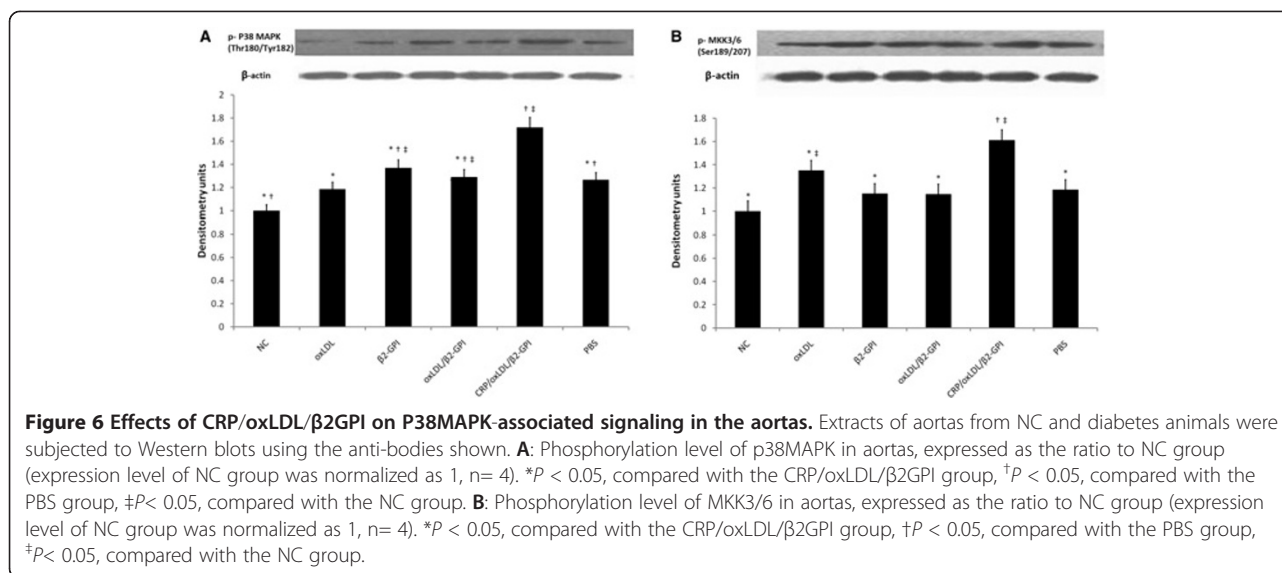 A
p- P38 MAPK
(Thr180/Tyr182)
β-actin
Densitometry units
2
1.8
1.6
1.4
1.2
1
0.8
0.6
0.4
0.2
0
* †
*
* † ‡
* † ‡
† ‡
* †
NC
oxLDL
β2-GPI
oxLDL/β2-GPI
CRP/oxLDL/β2-GPI
PBS
B
p- MKK3/6
(Ser189/207)
β-actin
Densitometry units
1.8
1.6
1.4
1.2
1
0.8
0.6
0.4
0.2
0
*
* ‡
*
*
† ‡
*
NC
oxLDL
β2-GPI
oxLDL/β2-GPI
CRP/oxLDL/β2-GPI
PBS
Figure 6 Effects of CRP/oxLDL/β2GPI on P38MAPK-associated signaling in the aortas. Extracts of aortas from NC and diabetes animals were
subjected to Western blots using the anti-bodies shown. A: Phosphorylation level of p38MAPK in aortas, expressed as the ratio to NC group
(expression level of NC group was normalized as 1, n= 4). *P < 0.05, compared with the CRP/oxLDL/β2GPI group, †P < 0.05, compared with the
PBS group, ‡P< 0.05, compared with the NC group. B: Phosphorylation level of MKK3/6 in aortas, expressed as the ratio to NC group (expression
level of NC group was normalized as 1, n= 4). *P < 0.05, compared with the CRP/oxLDL/β2GPI group, †P < 0.05, compared with the PBS group,
‡P< 0.05, compared with the NC group.